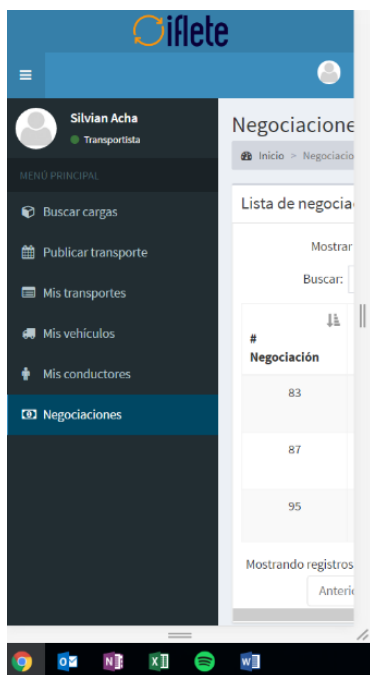 iflete
Silvian Acha
Transportista
MENÚ PRINCIPAL
Buscar cargas
Publicar transporte
Mis transportes
Mis vehículos
Mis conductores
Negociaciones
Negociacione
Inicio > Negociacio
Lista de negocia
Mostrar
Buscar:
#
Negociación
83
87
95
Mostrando registros
Anterio